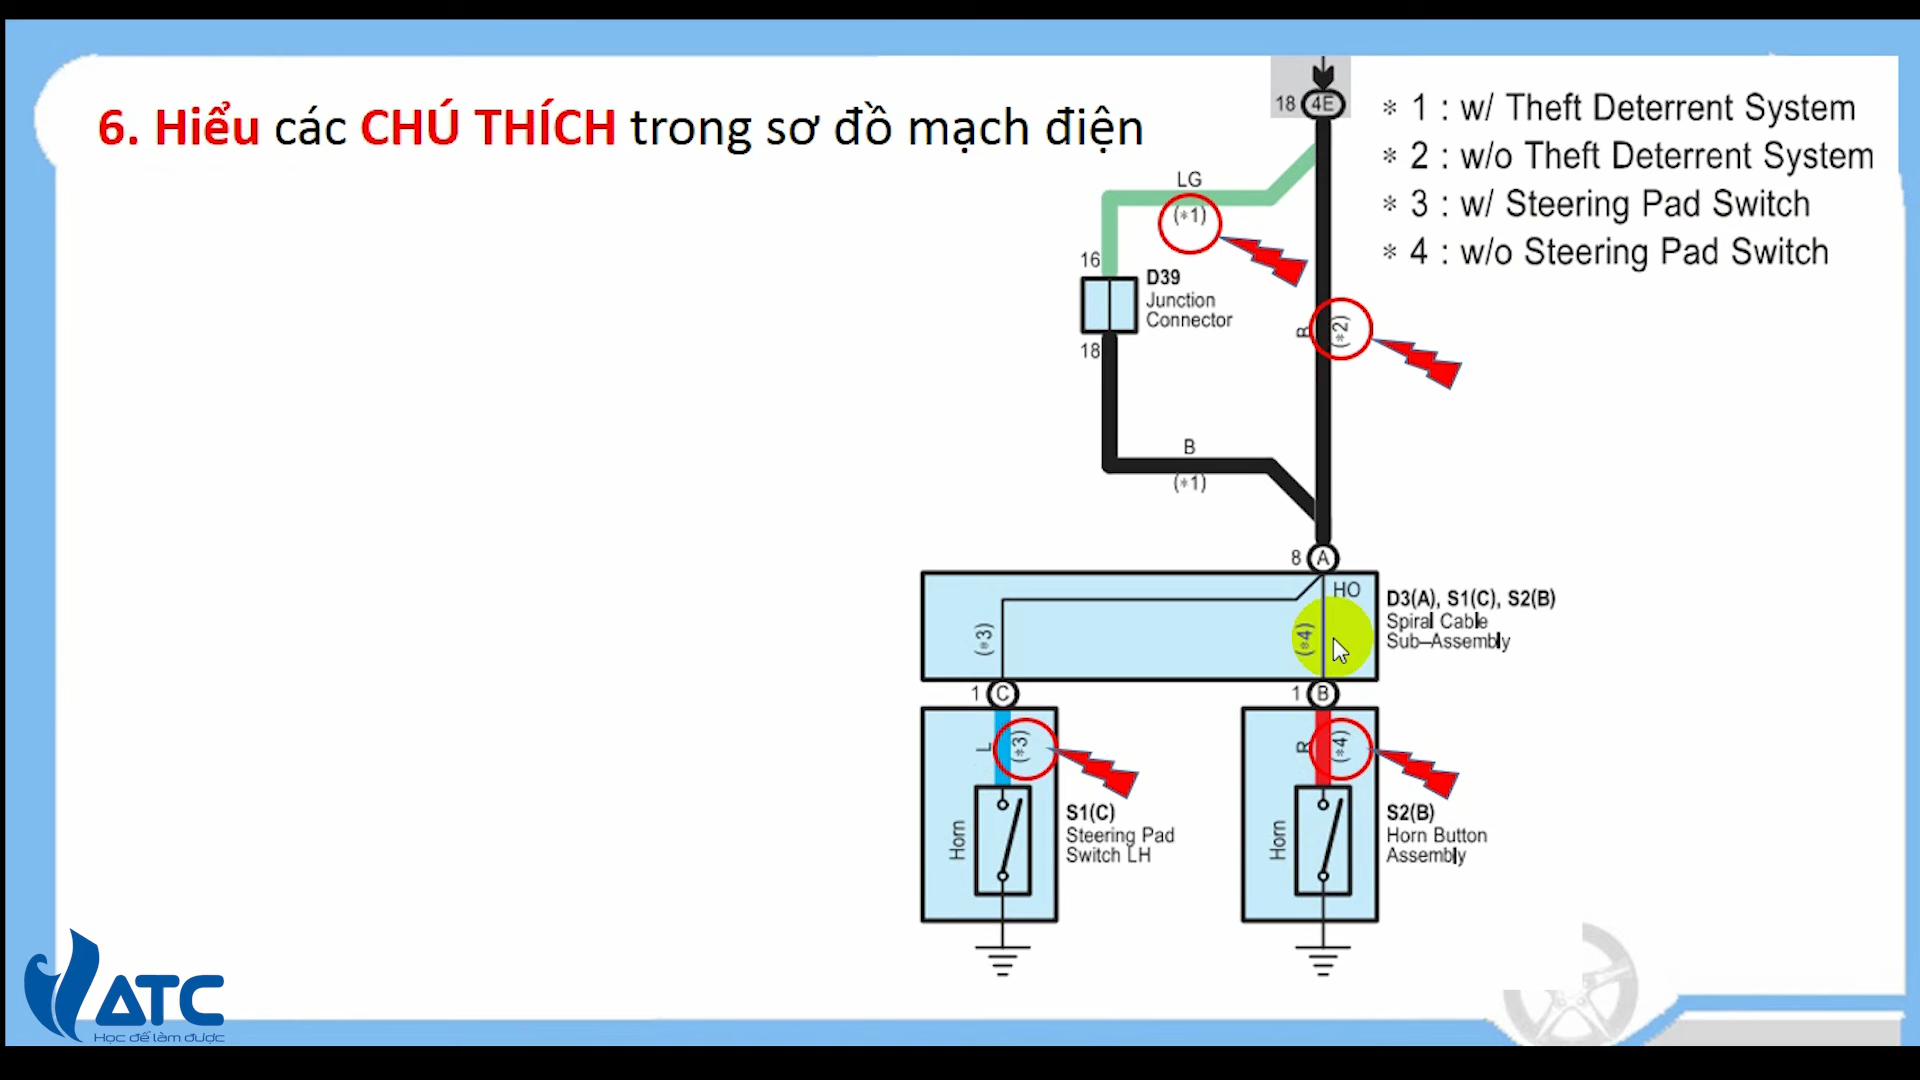 6. Hiểu các CHÚ THÍCH trong sơ đồ mạch điện
18 4E
* 1 : w/ Theft Deterrent System
* 2 : w/o Theft Deterrent System
* 3 : w/ Steering Pad Switch
* 4 : w/o Steering Pad Switch
LG
(*1)
16
D39
Junction
Connector
18
B
(*2)
B
(*1)
8 A
HO
(*3)
(*4)
D3(A), S1(C), S2(B)
Spiral Cable
Sub–Assembly
1 C
1 B
L
(*3)
R
(*4)
Horn
S1(C)
Steering Pad
Switch LH
Horn
S2(B)
Horn Button
Assembly
ATC
Học để làm được